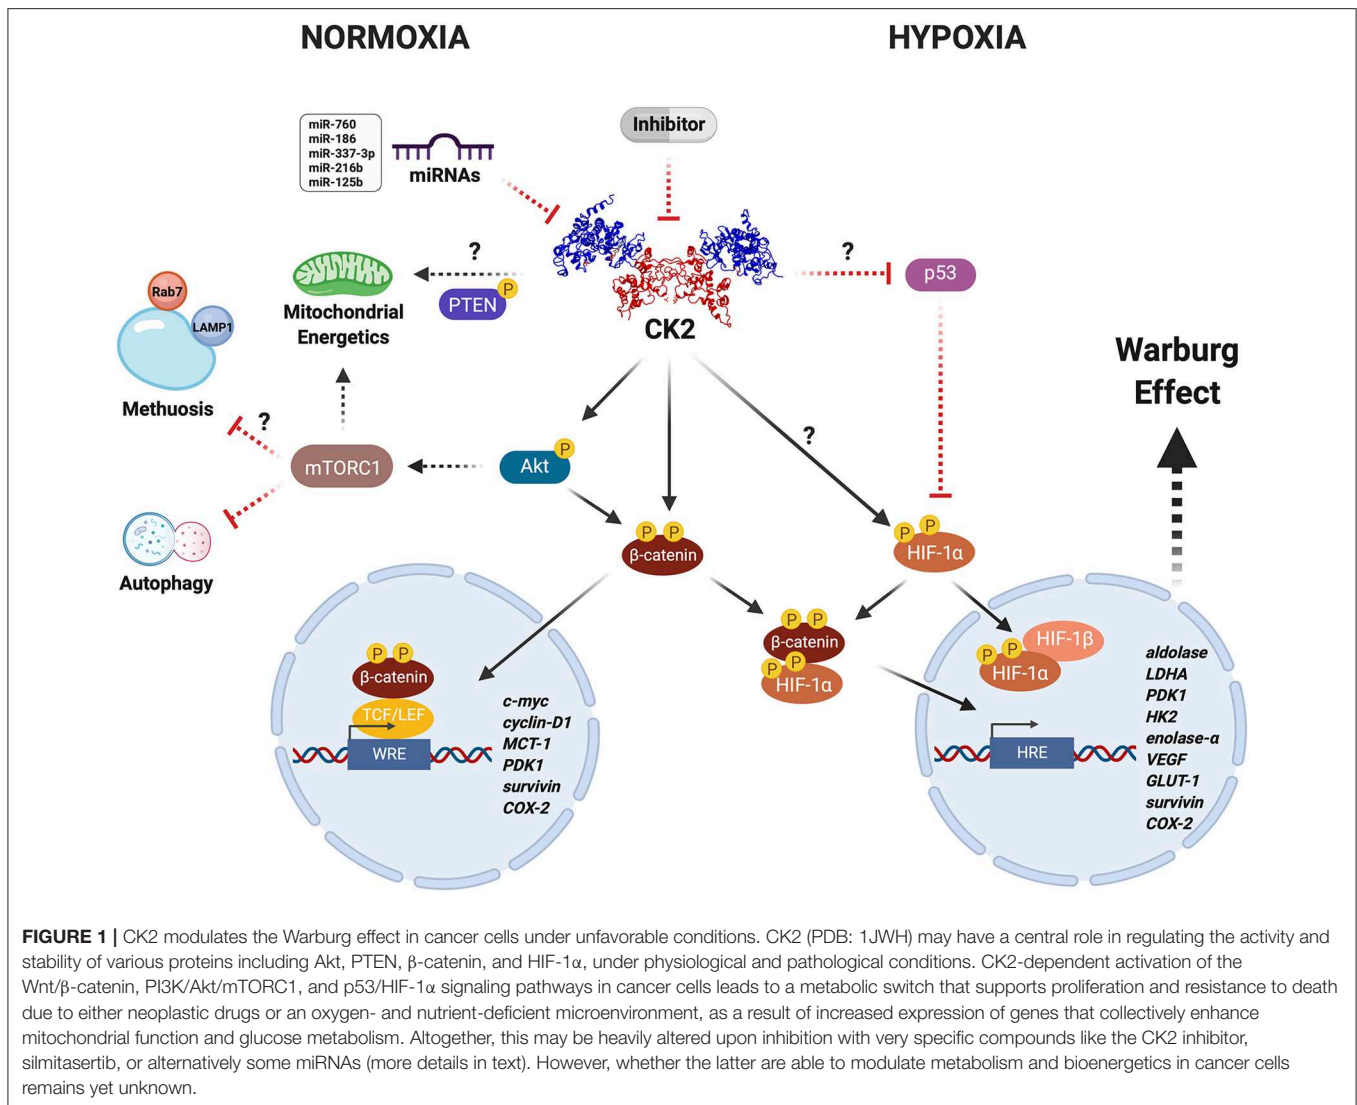 NORMOXIA
HYPOXIA
miR-760
miR-186
miR-337-3p
miR-216b
miR-125b
miRNAs
Inhibitor
?
?
p53
Rab7
LAMP1
Mitochondrial
Energetics
P
PTEN
CK2
Warburg
Effect
Methuosis
?
?
mTORC1
Akt
P
P P
β-catenin
P P
HIF-1α
Autophagy
P P
β-catenin
P P
HIF-1α
P P
β-catenin
TCF/LEF
WRE
c-myc
cyclin-D1
MCT-1
PDK1
survivin
COX-2
HIF-1β
P P
HIF-1α
HRE
aldolase
LDHA
PDK1
HK2
enolase-α
VEGF
GLUT-1
survivin
COX-2
FIGURE 1 | CK2 modulates the Warburg effect in cancer cells under unfavorable conditions. CK2 (PDB: 1JWH) may have a central role in regulating the activity and
stability of various proteins including Akt, PTEN, β-catenin, and HIF-1α, under physiological and pathological conditions. CK2-dependent activation of the
Wnt/β-catenin, PI3K/Akt/mTORC1, and p53/HIF-1α signaling pathways in cancer cells leads to a metabolic switch that supports proliferation and resistance to death
due to either neoplastic drugs or an oxygen- and nutrient-deficient microenvironment, as a result of increased expression of genes that collectively enhance
mitochondrial function and glucose metabolism. Altogether, this may be heavily altered upon inhibition with very specific compounds like the CK2 inhibitor,
silmitasertib, or alternatively some miRNAs (more details in text). However, whether the latter are able to modulate metabolism and bioenergetics in cancer cells
remains yet unknown.